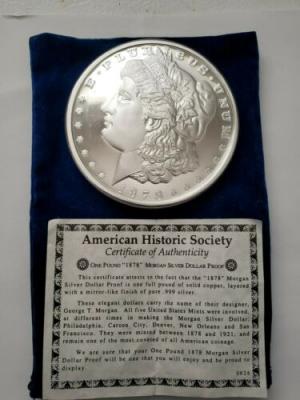 E · PLURIBUS · UNUM
1878
American Historic Society
Certificate of Authenticity
ONE POUND "1878" MORGAN SILVER DOLLAR PROOF
This certificate attests to the fact that the "1878" Morgan
Silver Dollar Proof is one full pound of solid copper, layered
with a mirror-like finish of pure .999 silver.
These elegant dollars carry the name of their designer,
George T. Morgan. All five United States Mints were involved,
at different times in making the Morgan Silver Dollar:
Philadelphia, Carson City, Denver, New Orleans and San
Francisco. They were minted between 1878 and 1921, and
remain one of the most coveted of all American coinage.
We are sure that your One Pound 1878 Morgan Silver
Dollar Proof will be one that you will enjoy and be proud to
display.